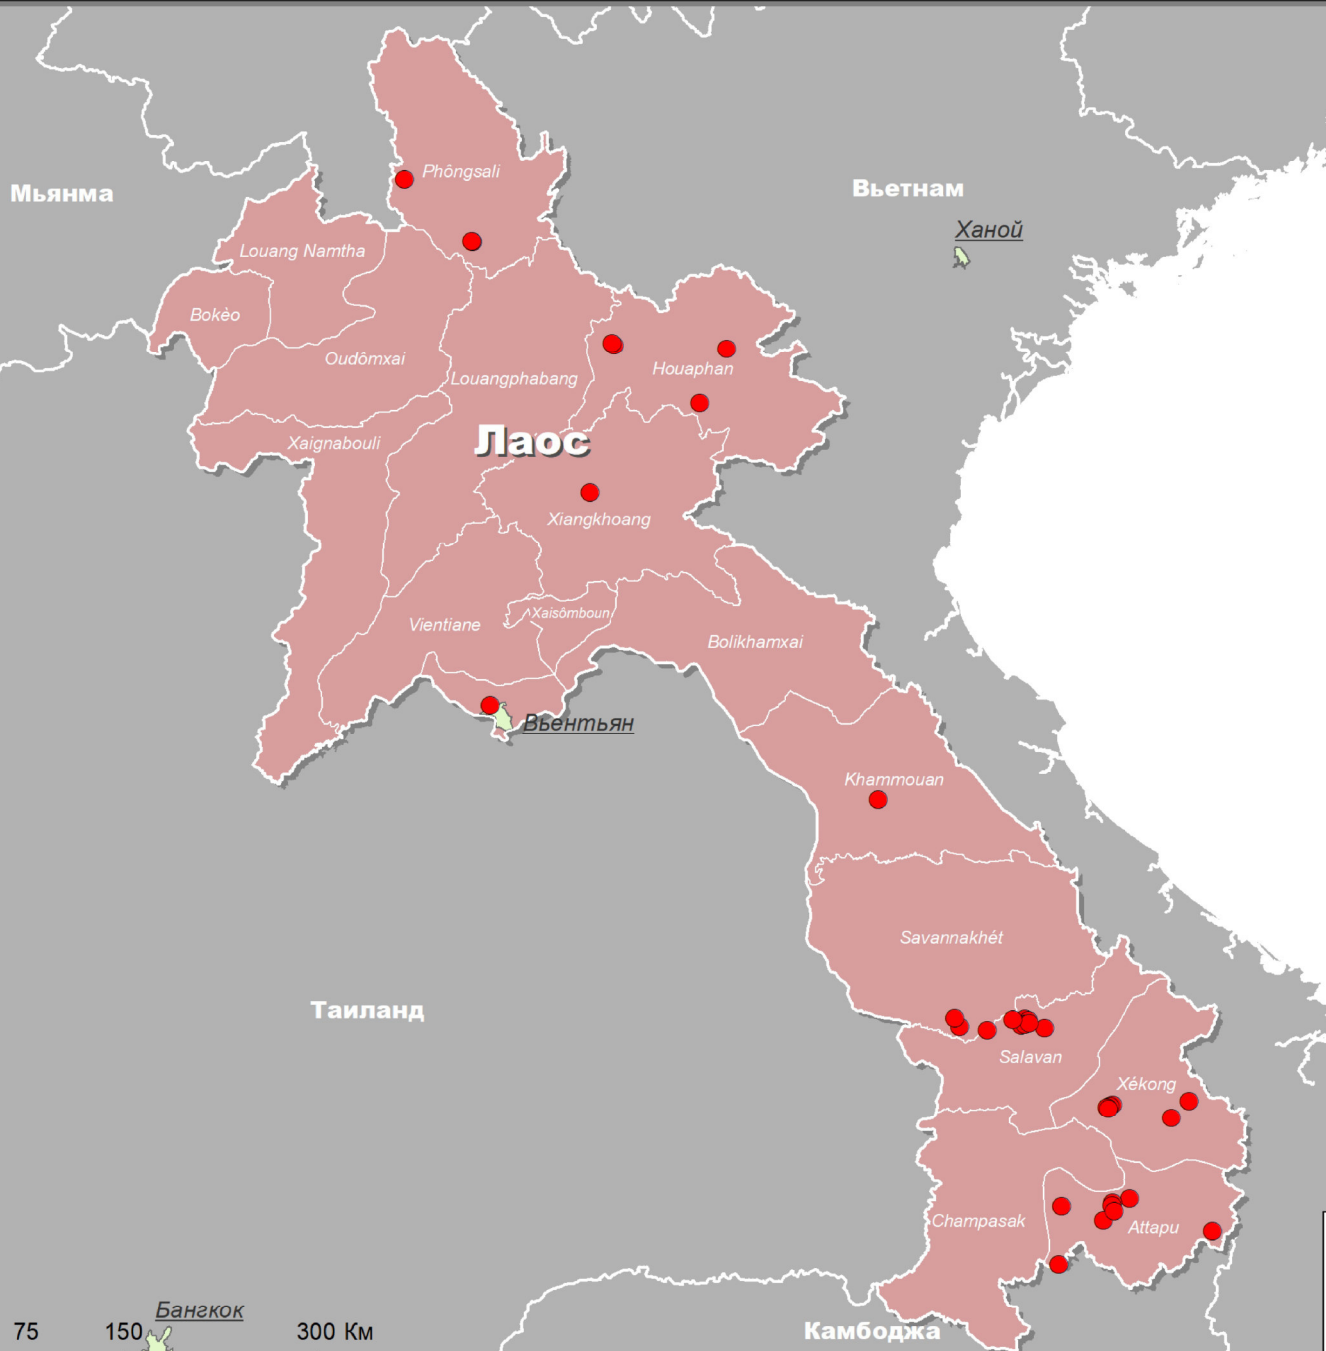 Phôngsali
Мьянма
Вьетнам
Ханой
Louang Namtha
Bokèo
Oudômxai
Louangphabang
Houaphan
Лаос
Xaignabouli
Xiangkhoang
Xaisômboun
Vientiane
Bolikhamxai
Вьентьян
Khammouan
Savannakhét
Таиланд
Salavan
Xékong
Champasak
Attapu
Бангкок
75 150 300 Км
Камбоджа